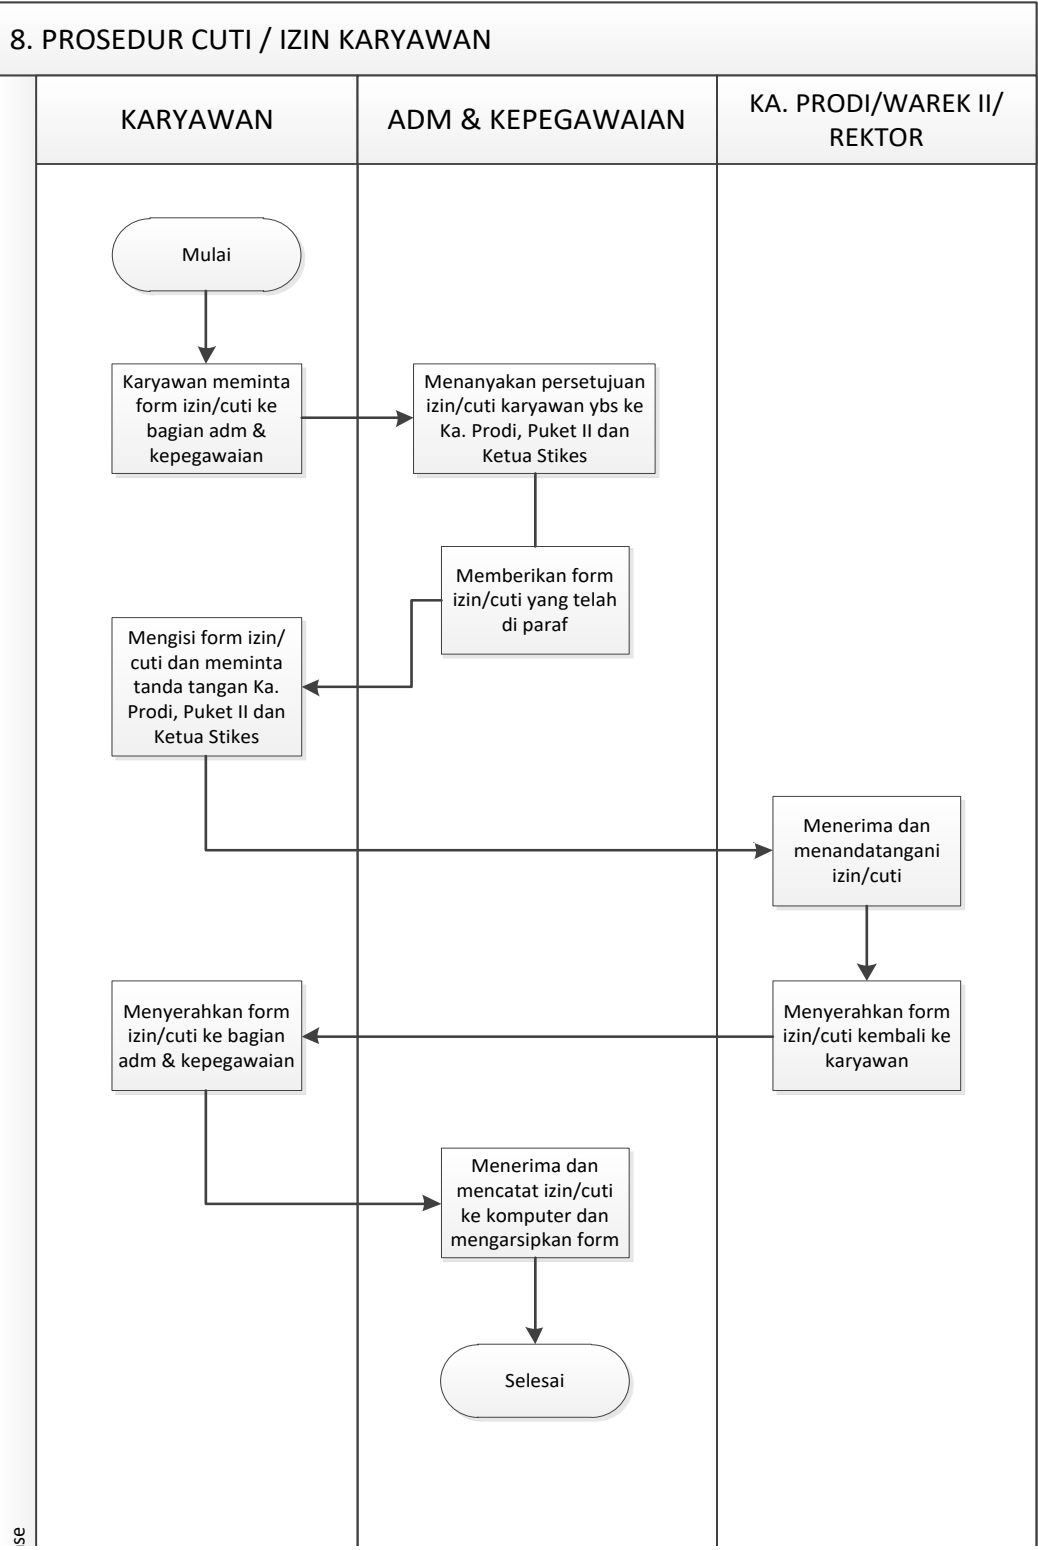 8. PROSEDUR CUTI / IZIN KARYAWAN
KARYAWAN
ADM & KEPEGAWAIAN
KA. PRODI/WAREK II/
REKTOR
Mulai
Karyawan meminta
form izin/cuti ke
bagian adm &
kepegawaian
Menanyakan persetujuan
izin/cuti karyawan ybs ke
Ka. Prodi, Puket II dan
Ketua Stikes
Memberikan form
izin/cuti yang telah
di paraf
Mengisi form izin/
cuti dan meminta
tanda tangan Ka.
Prodi, Puket II dan
Ketua Stikes
Menerima dan
menandatangani
izin/cuti
Menyerahkan form
izin/cuti kembali ke
karyawan
Menyerahkan form
izin/cuti ke bagian
adm & kepegawaian
Menerima dan
mencatat izin/cuti
ke komputer dan
mengarsipkan form
Selesai